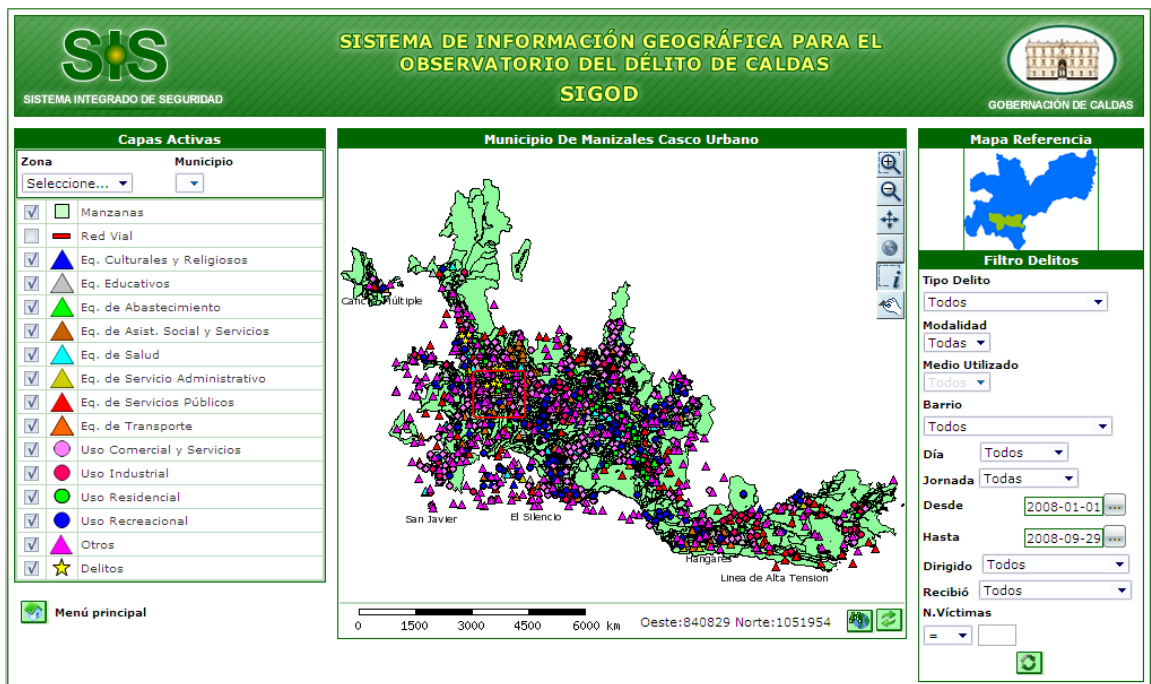 SIS
SISTEMA INTEGRADO DE SEGURIDAD
SISTEMA DE INFORMACIÓN GEOGRÁFICA PARA EL
OBSERVATORIO DEL DÉLITO DE CALDAS
SIGOD
GOBERNACIÓN DE CALDAS
Capas Activas
Zona Municipio
Seleccione...
Manzanas
Red Vial
Eq. Culturales y Religiosos
Eq. Educativos
Eq. de Abastecimiento
Eq. de Asist. Social y Servicios
Eq. de Salud
Eq. de Servicio Administrativo
Eq. de Servicios Públicos
Eq. de Transporte
Uso Comercial y Servicios
Uso Industrial
Uso Residencial
Uso Recreacional
Otros
Delitos
Menú principal
Municipio De Manizales Casco Urbano
i
Múltiple
San Javier
El Silencio
Hangares
Linea de Alta Tension
0 1500 3000 4500 6000 km
Oeste:840829 Norte:1051954
Mapa Referencia
Filtro Delitos
Tipo Delito
Todos
Modalidad
Todas
Medio Utilizado
Todos
Barrio
Todos
Día Todos
Jornada Todas
Desde 2008-01-01 ...
Hasta 2008-09-29 ...
Dirigido Todos
Recibió Todos
N.Víctimas
=